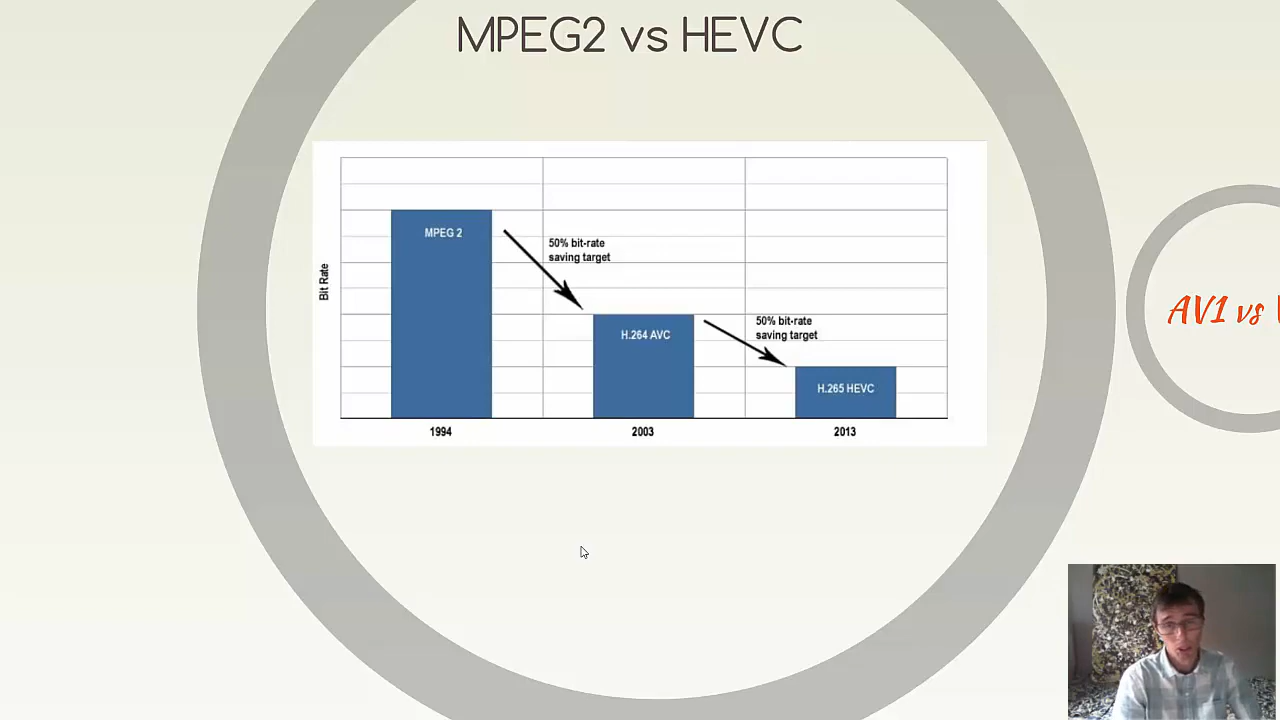 MPEG2 vs HEVC
Bit Rate
MPEG 2
50% bit-rate
saving target
H.264 AVC
50% bit-rate
saving target
H.265 HEVC
1994
2003
2013
AV1 vs